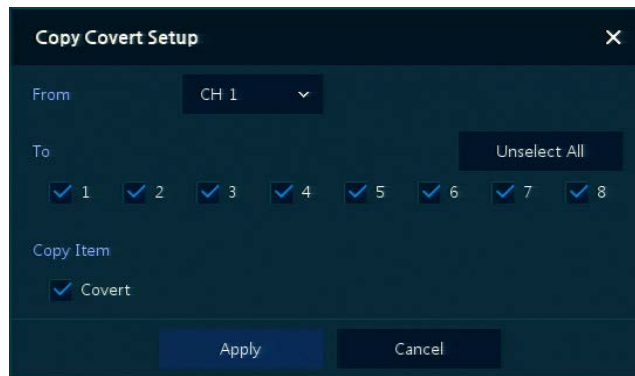 Copy Covert Setup
From CH 1
To Unselect All
1 2 3 4 5 6 7 8
Copy Item
Covert
Apply Cancel